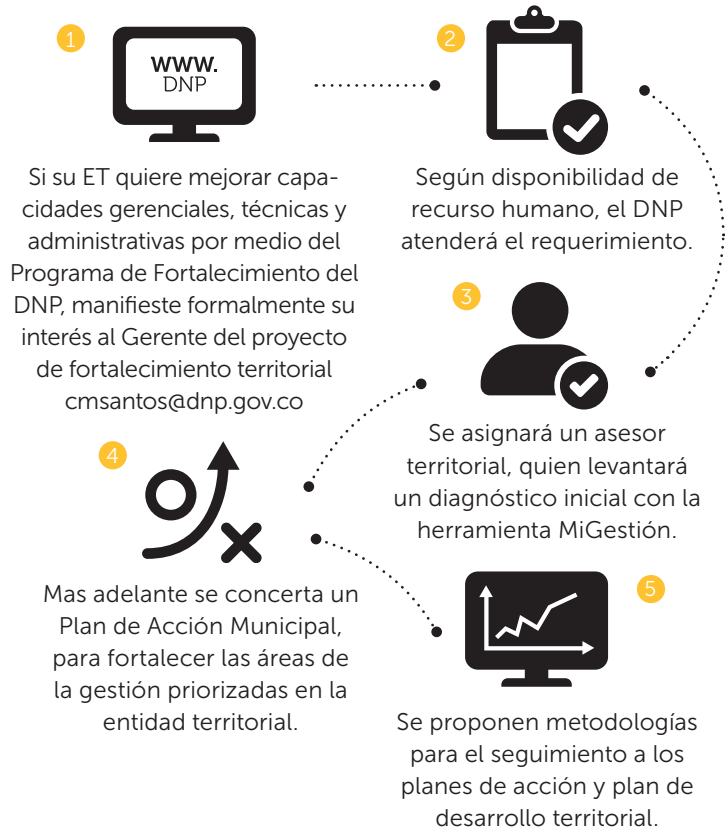 1
WWW.
DNP
Si su ET quiere mejorar capa-
cidades gerenciales, técnicas y
administrativas por medio del
Programa de Fortalecimiento del
DNP, manifieste formalmente su
interés al Gerente del proyecto
de fortalecimiento territorial
cmsantos@dnp.gov.co
2
Según disponibilidad de
recurso humano, el DNP
atenderá el requerimiento.
3
Se asignará un asesor
territorial, quien levantará
un diagnóstico inicial con la
herramienta MiGestión.
4
Mas adelante se concerta un
Plan de Acción Municipal,
para fortalecer las áreas de
la gestión priorizadas en la
entidad territorial.
5
Se proponen metodologías
para el seguimiento a los
planes de acción y plan de
desarrollo territorial.